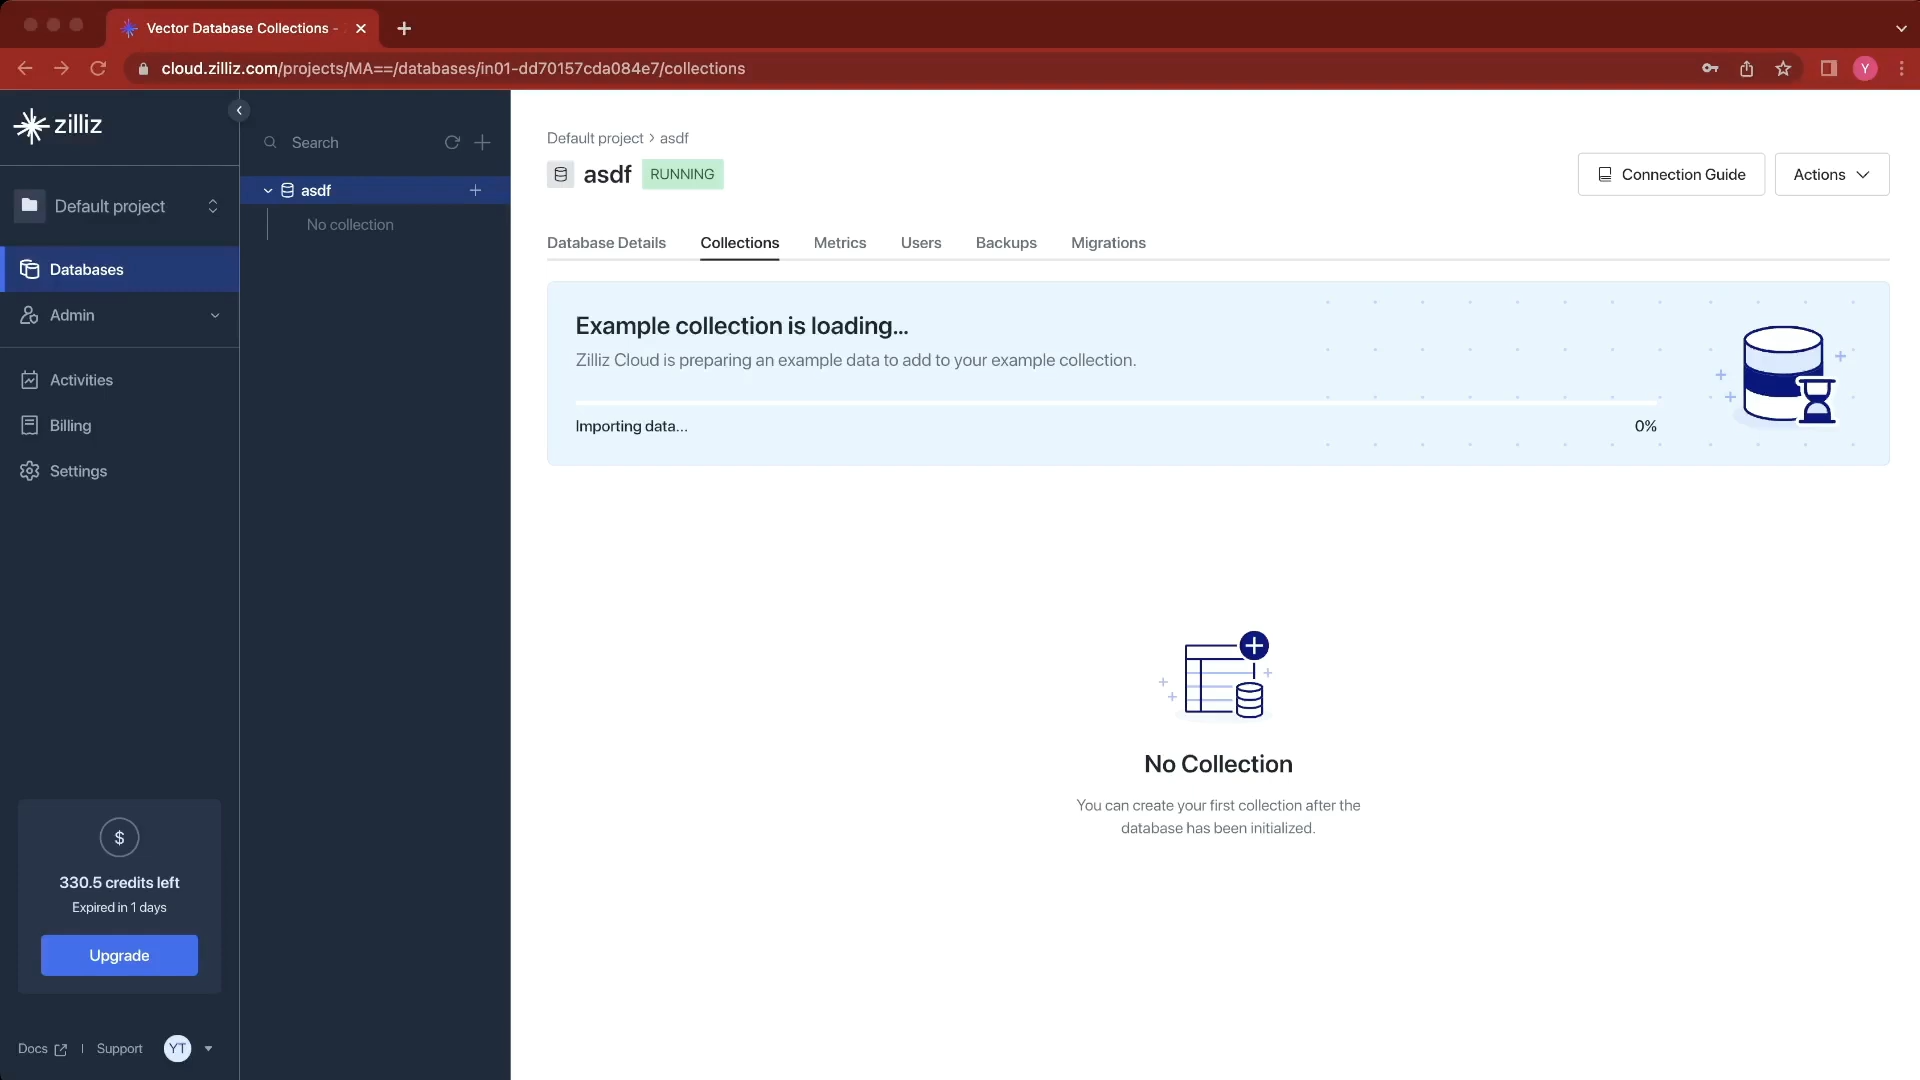 Vector Database Collections -
cloud.zilliz.com/projects/MA==/databases/in01-dd70157cda084e7/collections
Y
zilliz
Default project
Databases
Admin
Activities
Billing
Settings
$
330.5 credits left
Expired in 1 days
Upgrade
Docs
Support
YT
Search
asdf
No collection
Default project > asdf
asdf
RUNNING
Connection Guide
Actions
Database Details
Collections
Metrics
Users
Backups
Migrations
Example collection is loading...
Zilliz Cloud is preparing an example data to add to your example collection.
Importing data...
0%
No Collection
You can create your first collection after the
database has been initialized.